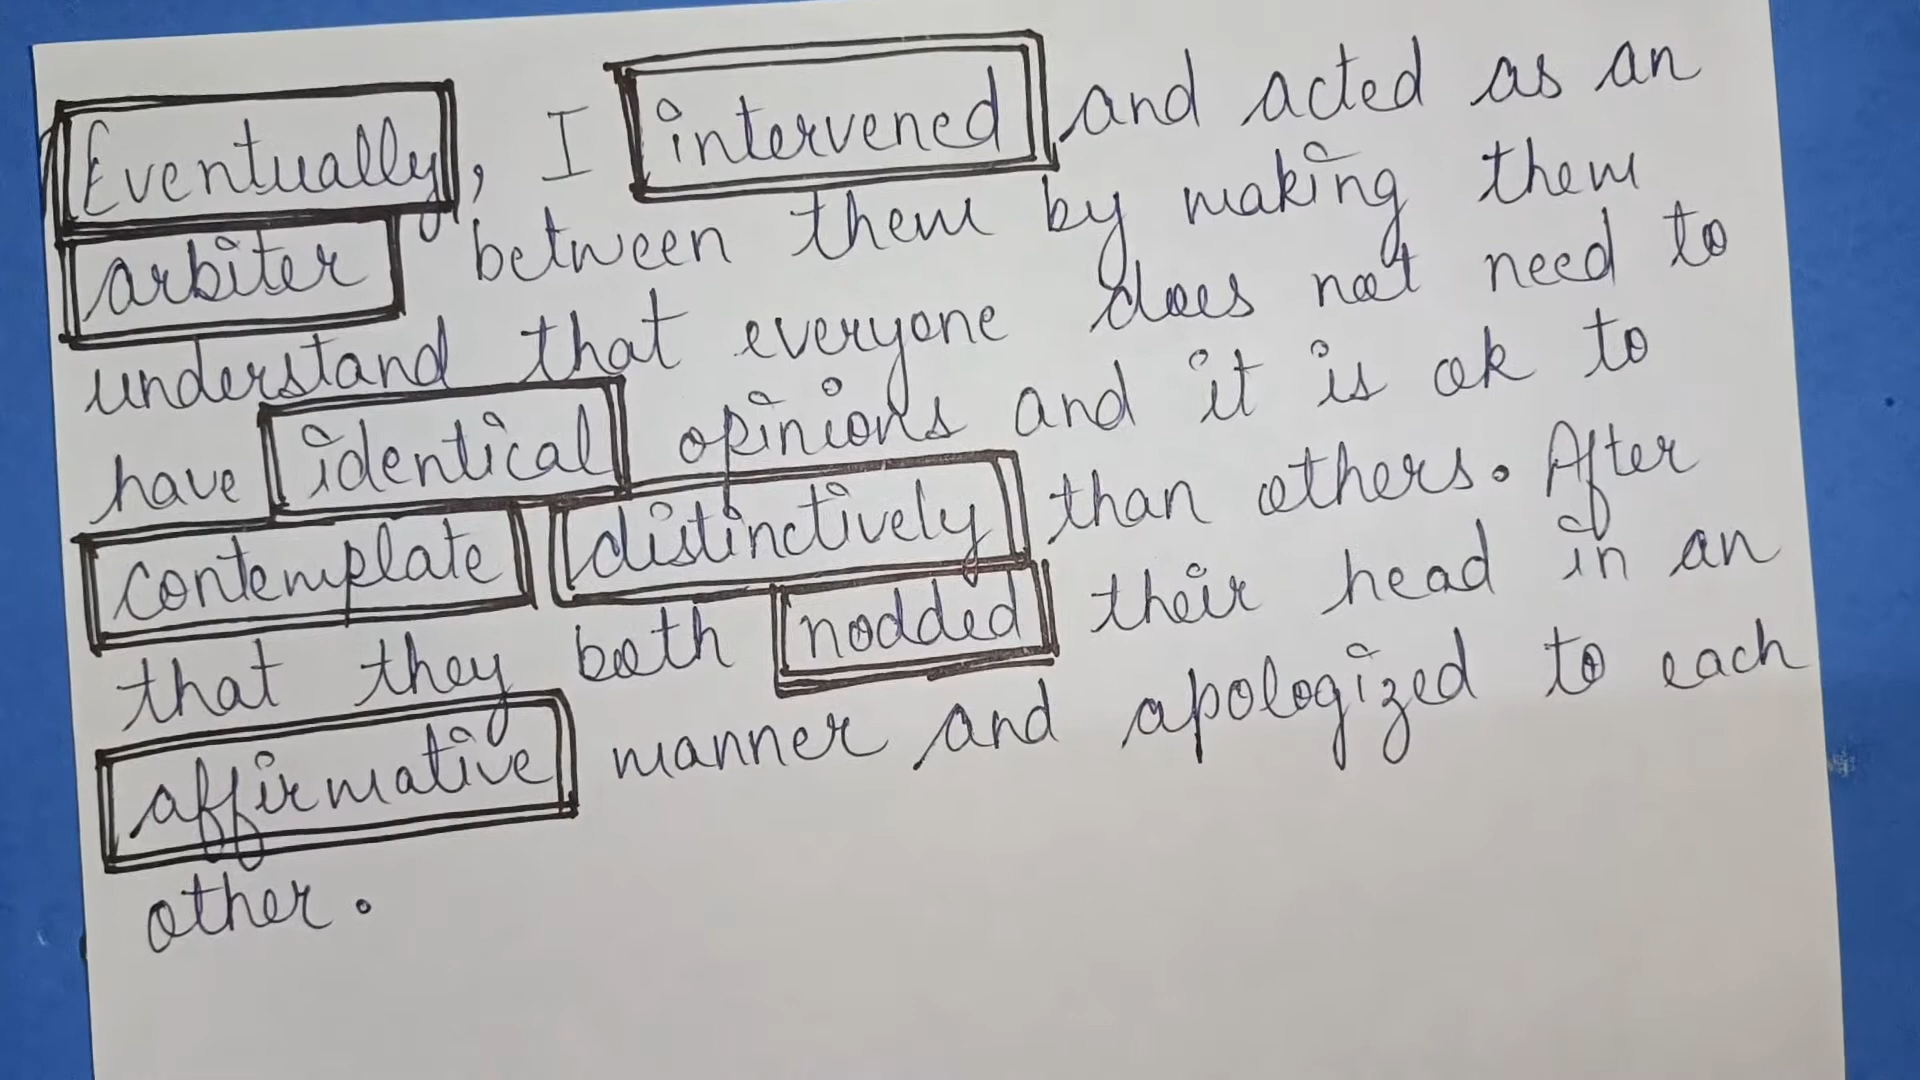 Eventually, I intervened and acted as an
arbiter between them by making them
understand that everyone does not need to
have identical opinions and it is ok to
contemplate distinctively than others. After
that they both nodded their head in an
affirmative manner and apologized to each
other.